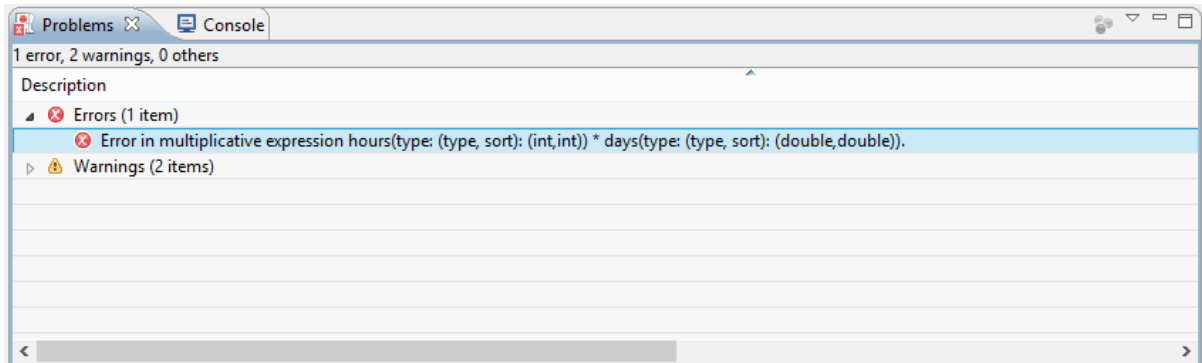 Problems Console
1 error, 2 warnings, 0 others
Description
Errors (1 item)
Error in multiplicative expression hours(type: (type, sort): (int,int)) * days(type: (type, sort): (double,double)).
Warnings (2 items)